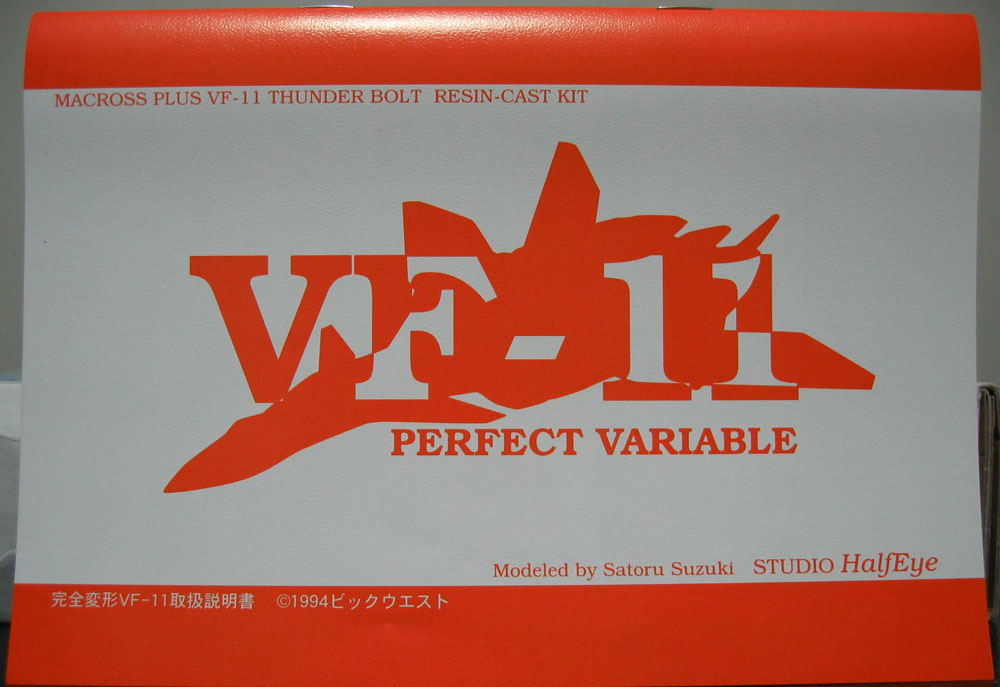 MACROSS PLUS VF-11 THUNDER BOLT RESIN-CAST KIT
VF-11
PERFECT VARIABLE
Modeled by Satoru Suzuki STUDIO HalfEye
完全変形VF-11取扱説明書 ©1994ビックウエスト